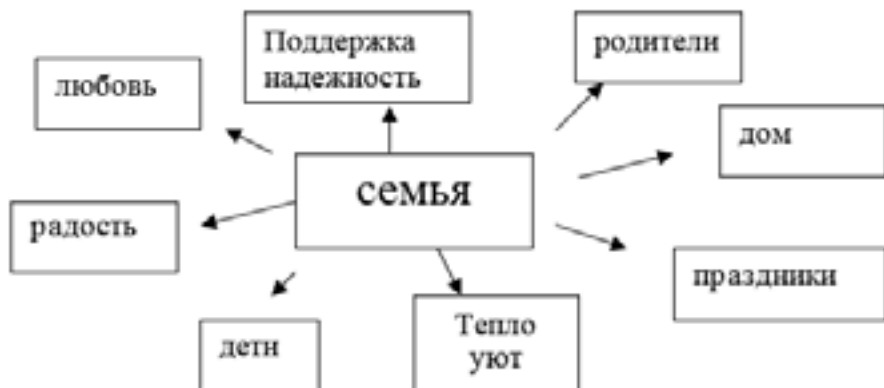 Поддержка
надежность
родители
любовь
дом
семья
радость
праздники
дети
Тепло
уют